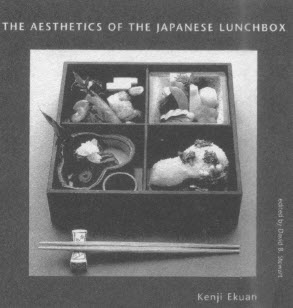 THE AESTHETICS OF THE JAPANESE LUNCHBOX
edited by David B. Stewart
Kenji Ekuan